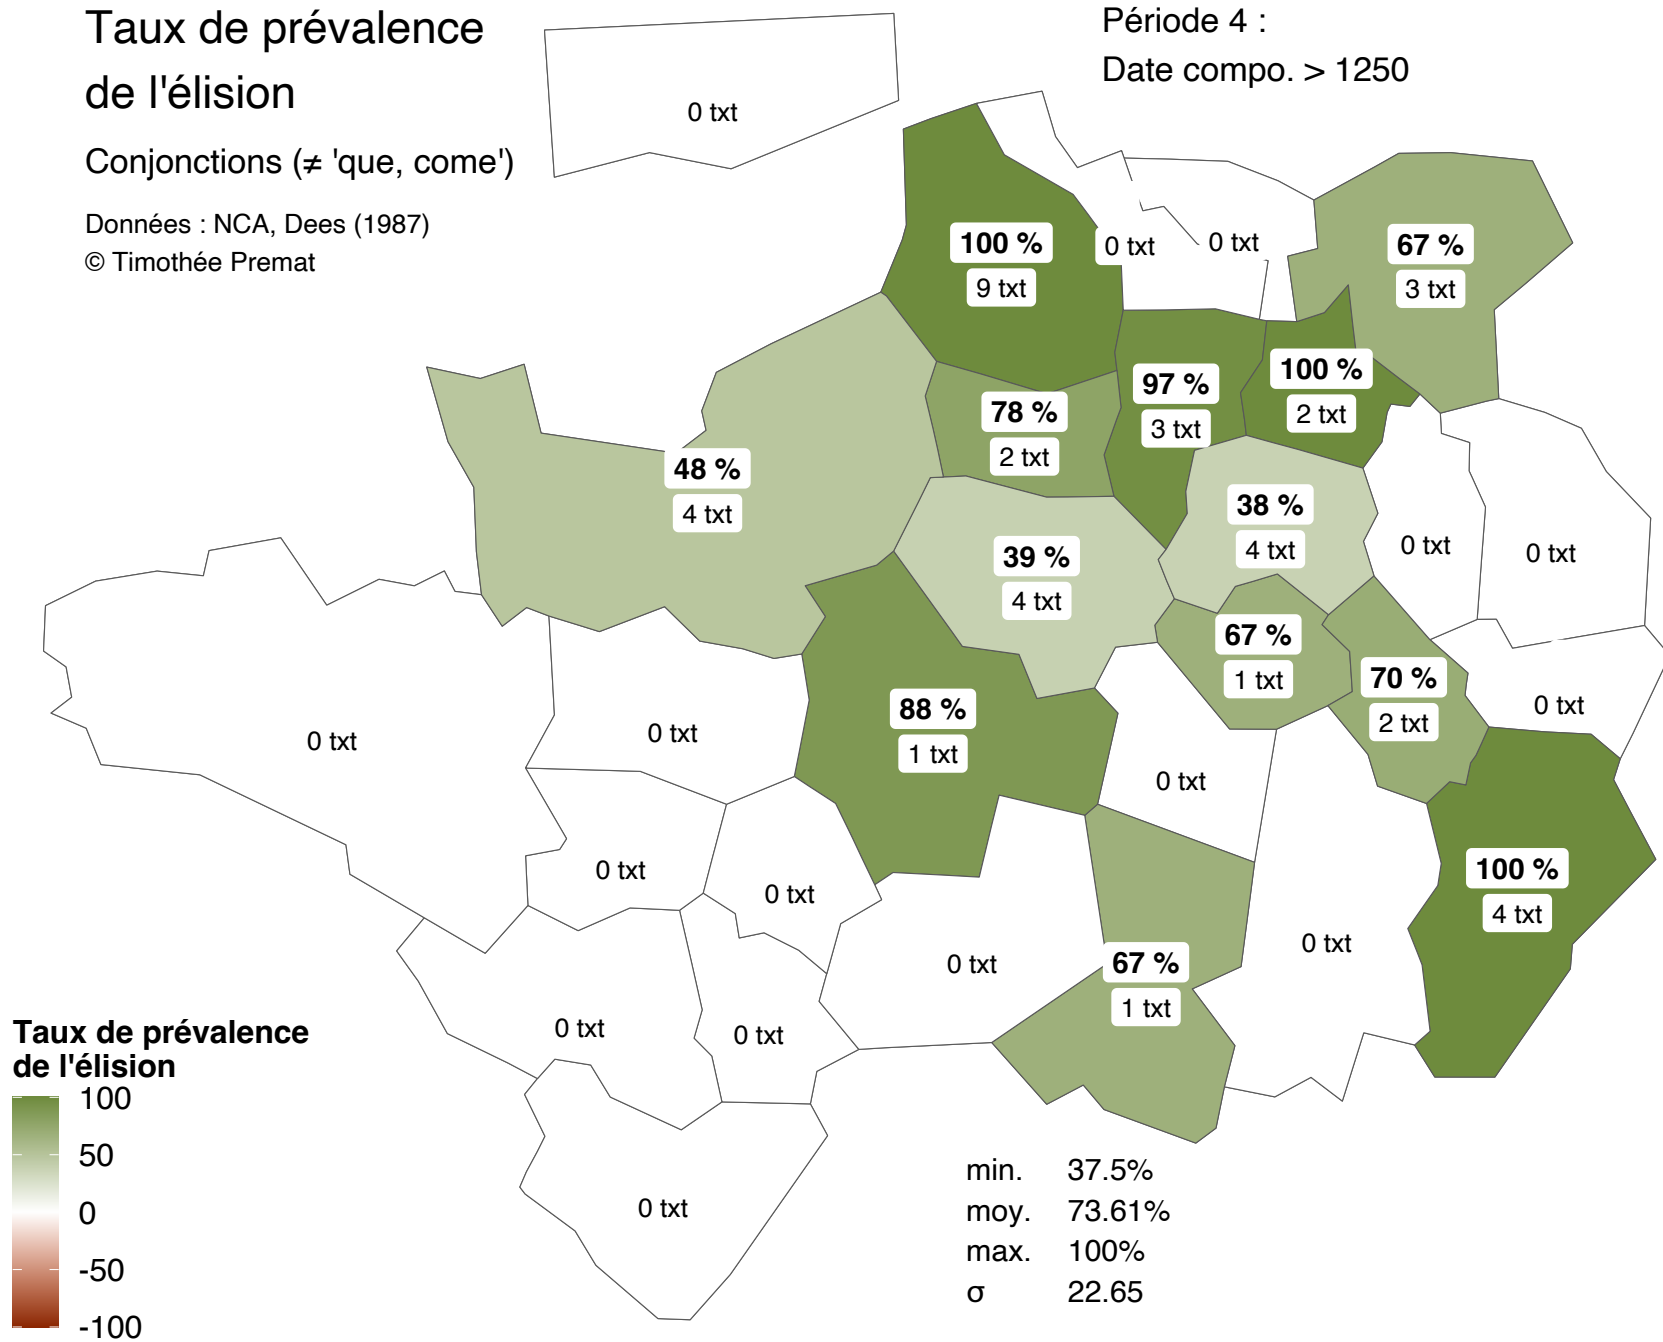 Taux de prévalence
de l'élision
Conjonctions (≠ 'que, come')
Données : NCA, Dees (1987)
© Timothée Premat
Période 4 :
Date compo. > 1250
0 txt
100 %
9 txt
0 txt
0 txt
67 %
3 txt
97 %
3 txt
100 %
2 txt
78 %
2 txt
48 %
4 txt
38 %
4 txt
39 %
4 txt
0 txt
0 txt
67 %
1 txt
70 %
2 txt
0 txt
88 %
1 txt
0 txt
0 txt
0 txt
0 txt
0 txt
100 %
4 txt
0 txt
67 %
1 txt
0 txt
0 txt
0 txt
0 txt
Taux de prévalence
de l'élision
100
50
0
-50
-100
min. 37.5%
moy. 73.61%
max. 100%
σ 22.65